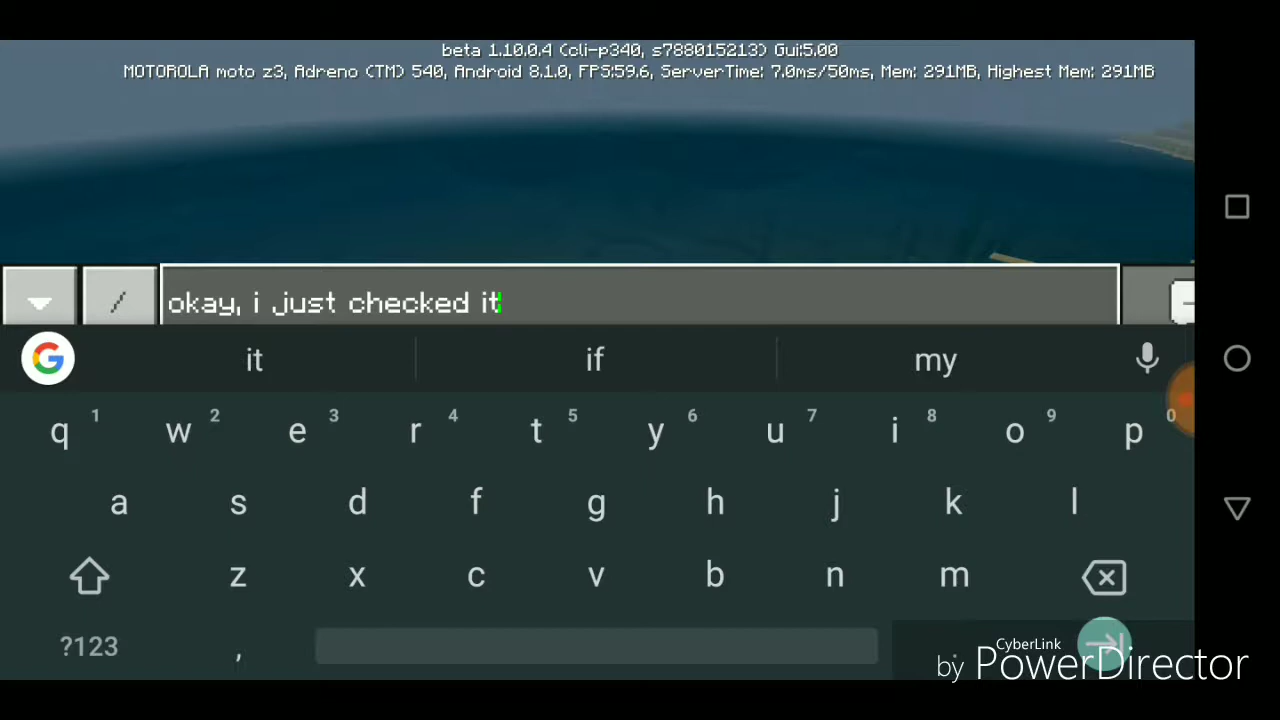 beta 1.10.0.4 (cli-p340, s788015213) Gui:5,00
MOTOROLA moto z3, Adreno (TM) 540, Android 8.1.0, FPS:59.6, ServerTime: 7.0ms/50ms, Mem: 291MB, Highest Mem: 291MB
/ okay, i just checked it
G it if my
q 1 w 2 e 3 r 4 t 5 y 6 u 7 i 8 o 9 p 0
a s d f g h j k l
z x c v b n m
?123 , .
CyberLink
by PowerDirector